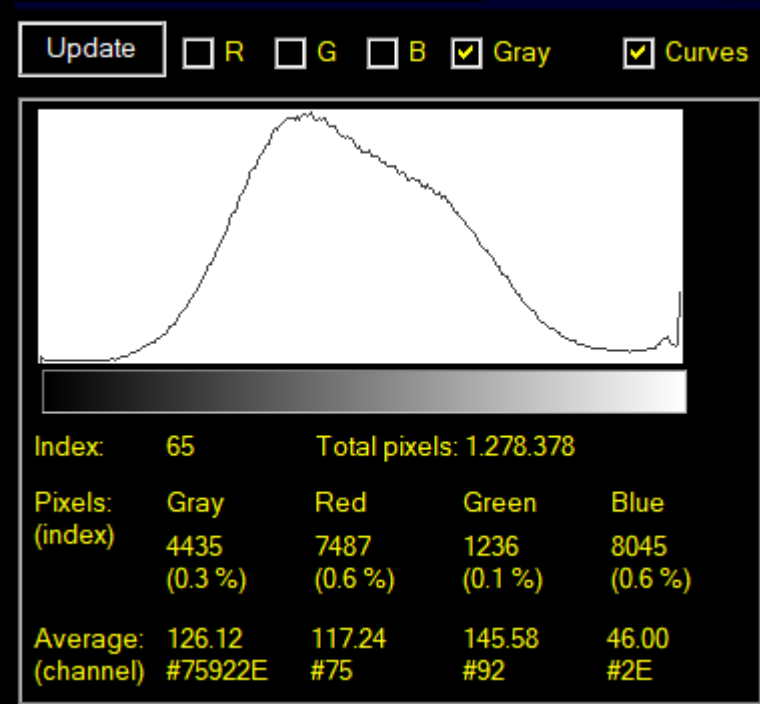 Update R G B Gray Curves
Index: 65 Total pixels: 1.278.378
Pixels: Gray Red Green Blue
(index)
4435 7487 1236 8045
(0.3 %) (0.6 %) (0.1 %) (0.6 %)
Average: 126.12 117.24 145.58 46.00
(channel) #75922E #75 #92 #2E